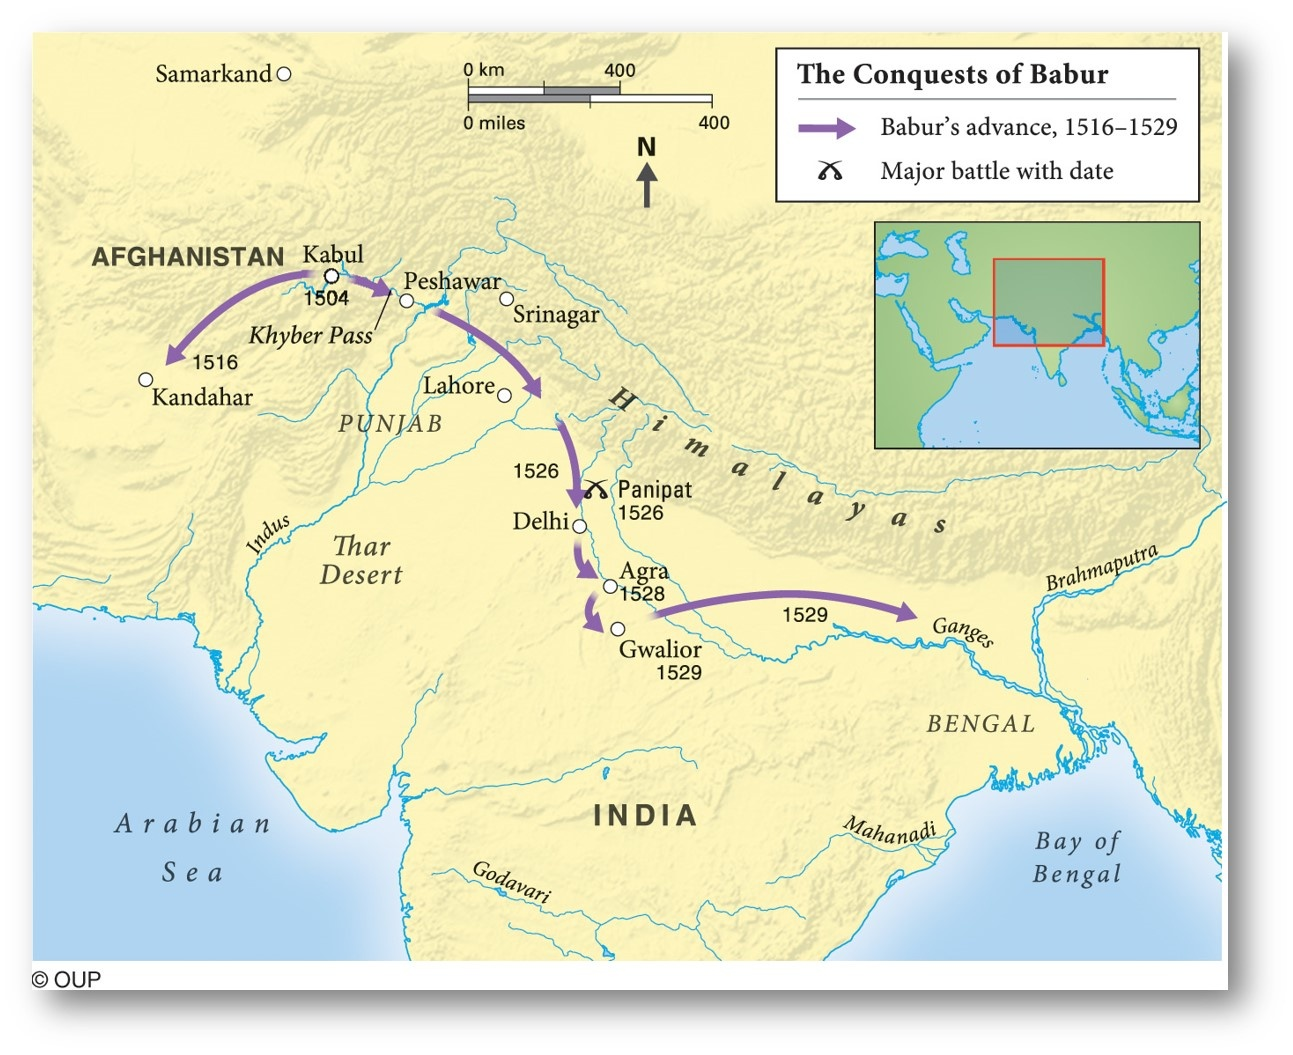 Samarkand
0 km 400
0 miles 400
N
The Conquests of Babur
Babur's advance, 1516–1529
Major battle with date
AFGHANISTAN
Kabul
1504
Peshawar
Khyber Pass
Srinagar
1516
Kandahar
Lahore
PUNJAB
Himalayas
1526
Panipat
1526
Delhi
Indus
Thar
Desert
Agra
1528
Brahmaputra
1529
Ganges
Gwalior
1529
BENGAL
INDIA
Arabian
Sea
Mahanadi
Bay of
Bengal
Godavari
© OUP